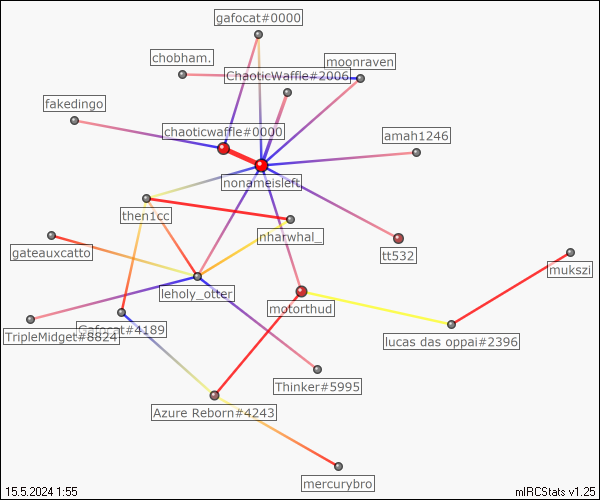 gafocat#0000
chobham.
moonraven
ChaoticWaffle#2006
fakedingo
chaoticwaffle#0000
amah1246
nonameisleft
then1cc
nharwhal_
gateauxcatto
tt532
mukszi
leholy_otter
motorthud
Gafocat#4189
TripleMidget#8824
lucas das oppai#2396
Thinker#5995
Azure Reborn#4243
mercurybro
15.5.2024 1:55
mIRCStats v1.25